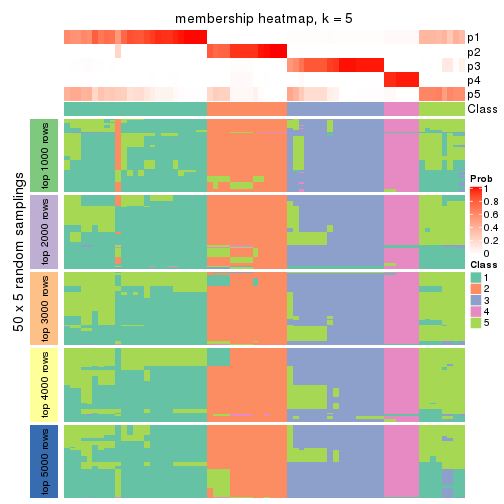 membership heatmap, k = 5
p1
p2
p3
p4
p5
Class
50 x 5 random samplings
top 1000 rows
top 2000 rows
top 3000 rows
top 4000 rows
top 5000 rows
Prob
1
0.8
0.6
0.4
0.2
0
Class
1
2
3
4
5